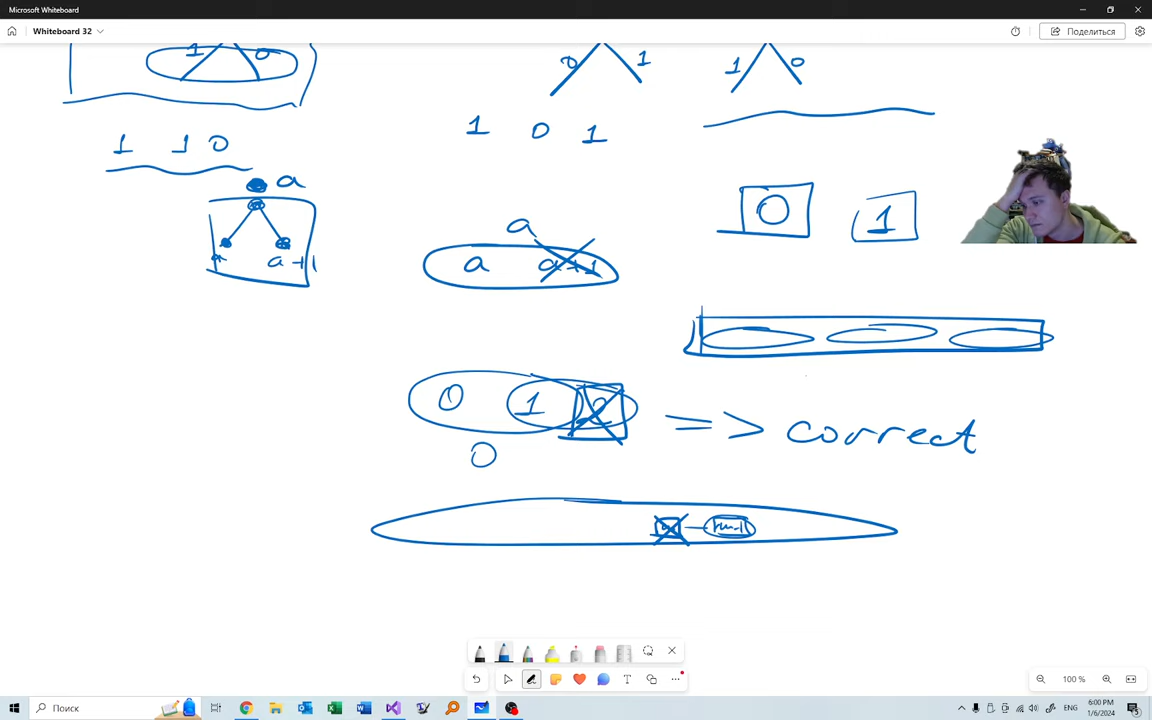 Microsoft Whiteboard
Whiteboard 32
Поделиться
1 0
0 1
1 0
1 1 0
1 0 1
a
a a+1
0 1
a
a a+1
0 1 2 => correct
0
100 %
Поиск
ENG
6:00 PM
1/6/2024
5